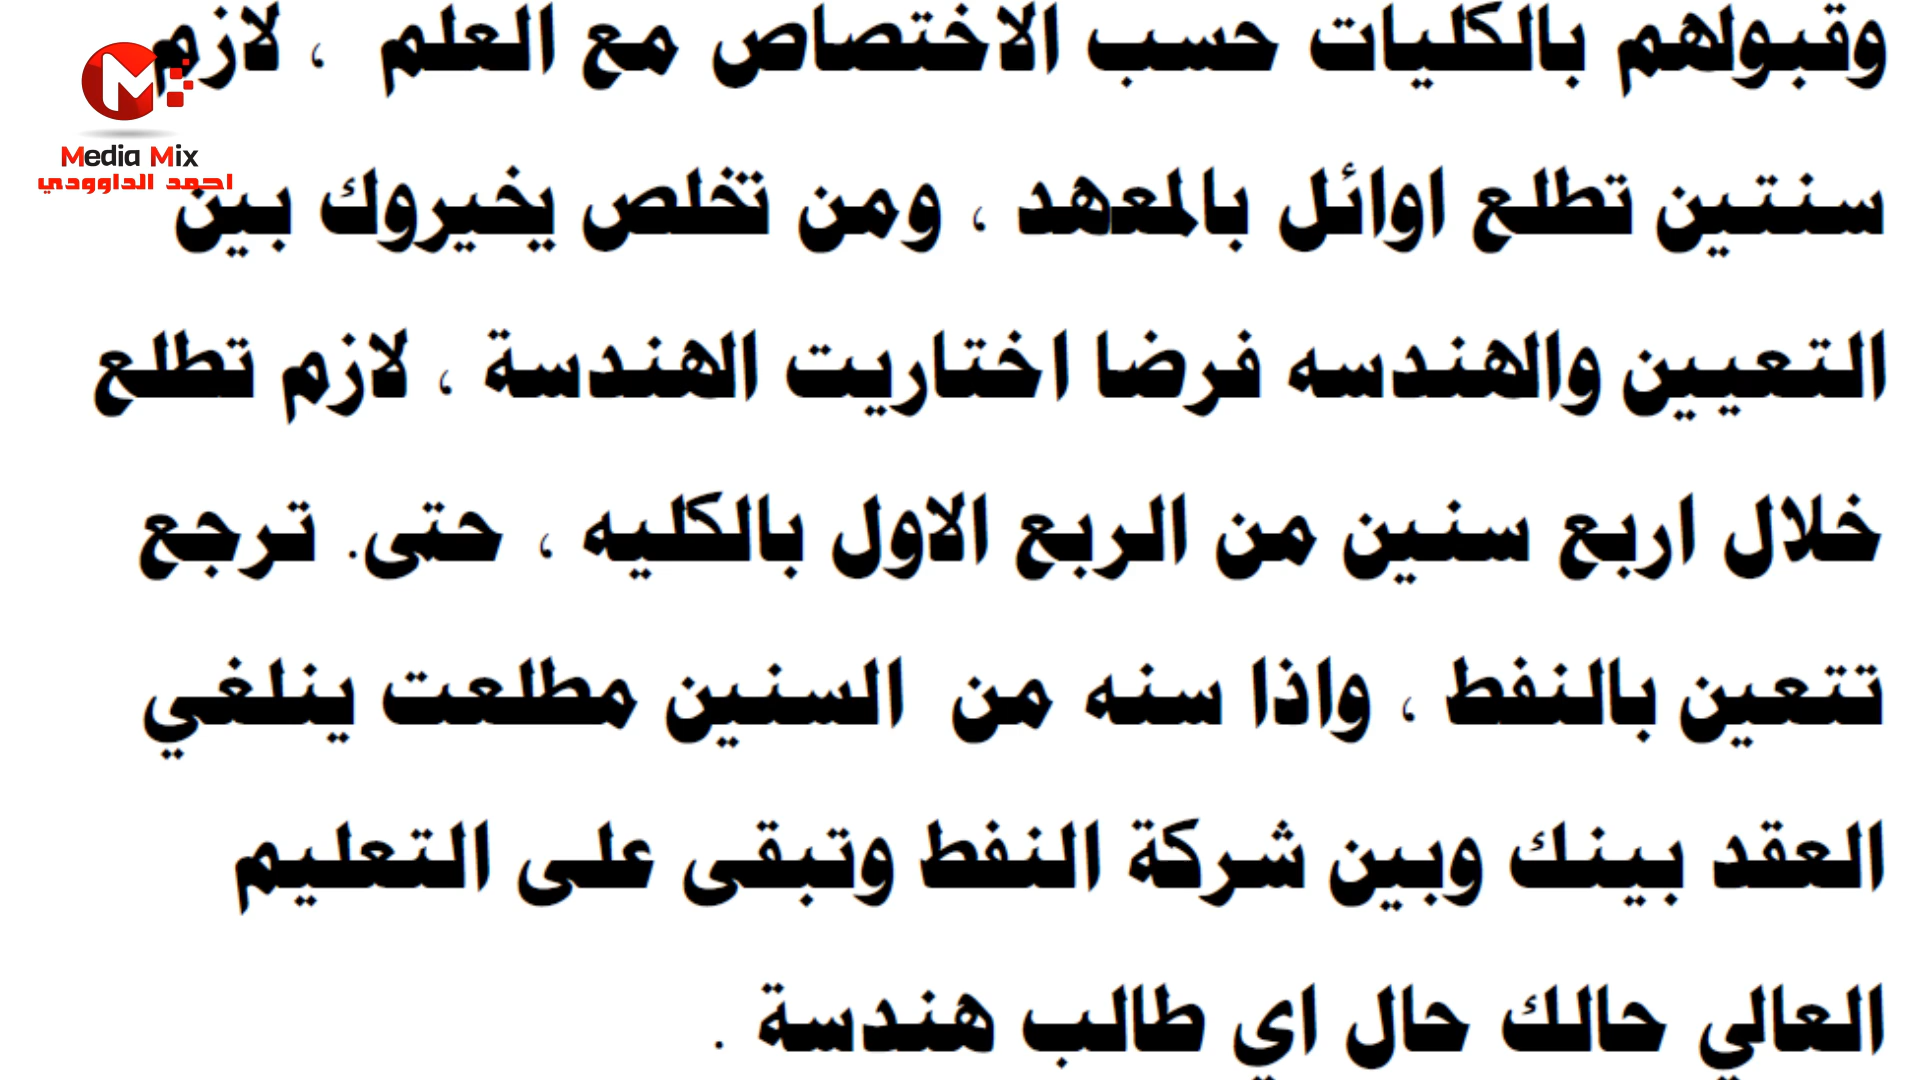 وقبولهم بالكليات حسب الاختصاص مع العلم ، لازم
Media Mix
احمد الداوودي
سنتين تطلع اوائل بالمعهد ، ومن تخلص يخيروك بين
التعيين والهندسه فرضا اختاريت الهندسة ، لازم تطلع
خلال اربع سنين من الربع الاول بالكليه ، حتى. ترجع
تتعين بالنفط ، واذا سنه من السنين مطلعت ينلغي
العقد بينك وبين شركة النفط وتبقى على التعليم
العالي حالك حال اي طالب هندسة .